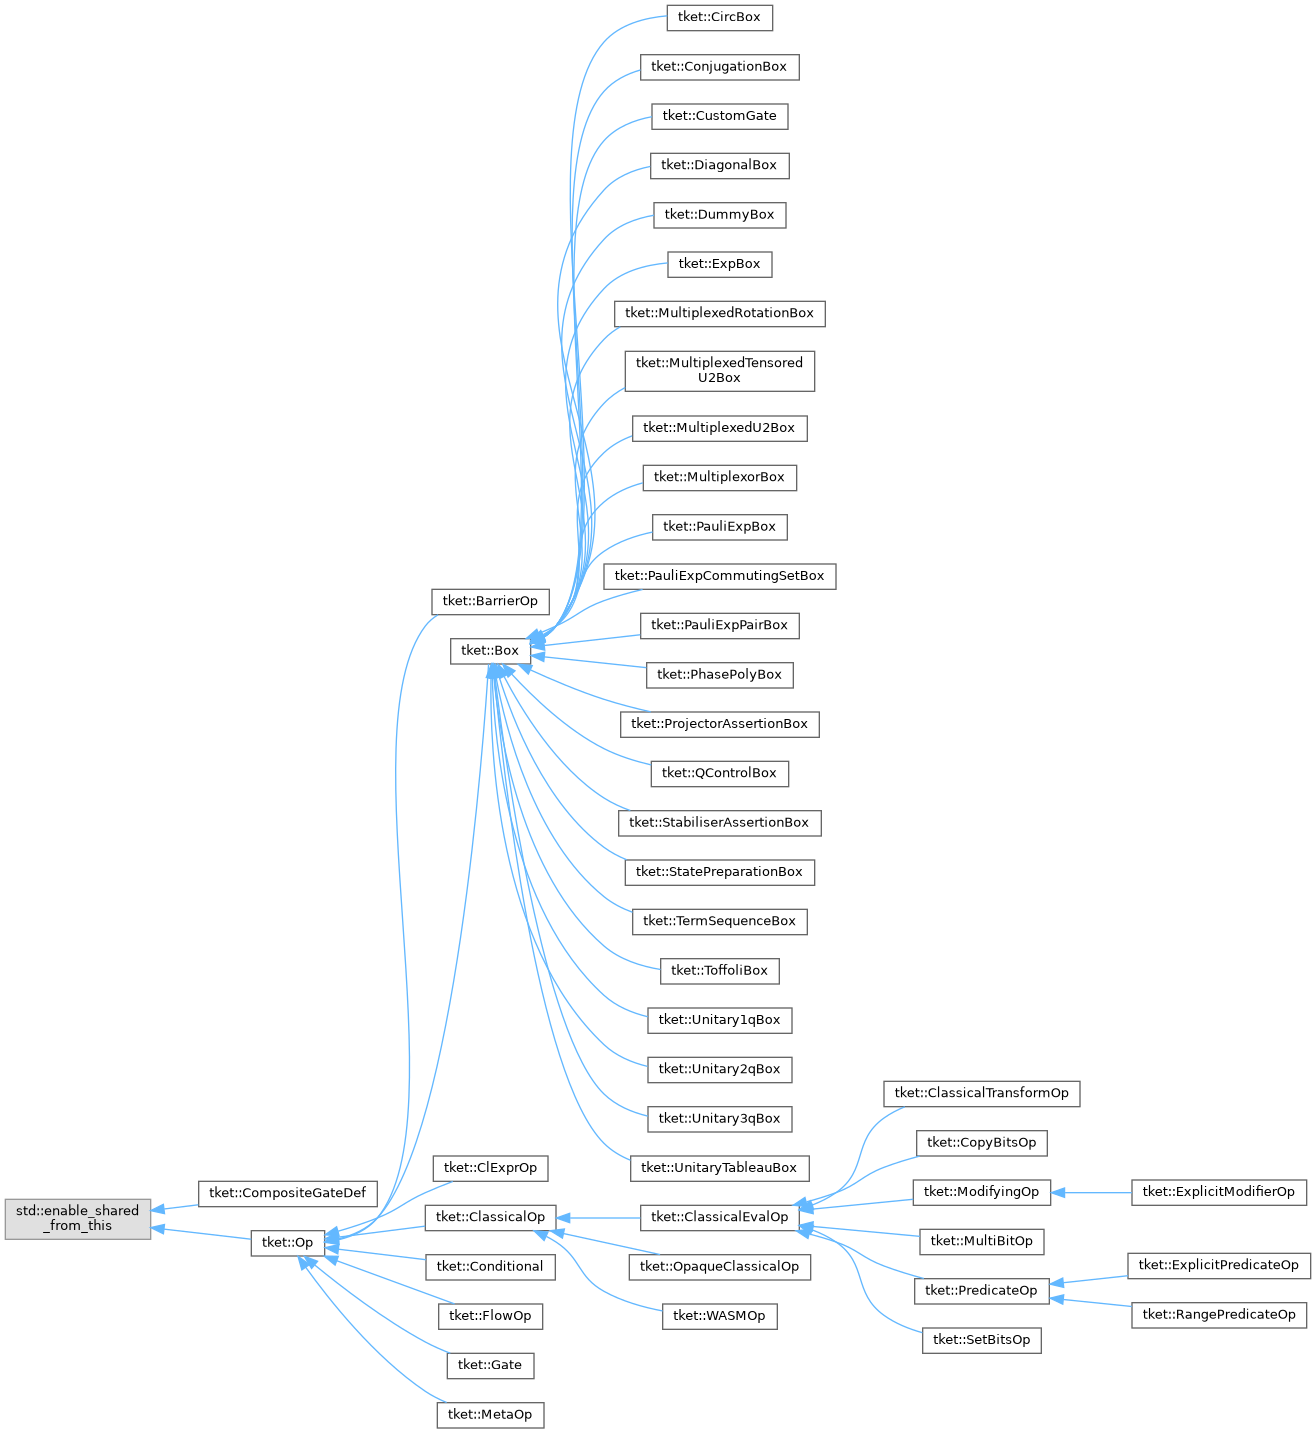 tket::CircBox
tket::ConjugationBox
tket::CustomGate
tket::DiagonalBox
tket::DummyBox
tket::ExpBox
tket::MultiplexedRotationBox
tket::MultiplexedTensored
U2Box
tket::MultiplexedU2Box
tket::MultiplexorBox
tket::PauliExpBox
tket::PauliExpCommutingSetBox
tket::BarrierOp
tket::PauliExpPairBox
tket::Box
tket::PhasePolyBox
tket::ProjectorAssertionBox
tket::QControlBox
tket::StabiliserAssertionBox
tket::StatePreparationBox
tket::TermSequenceBox
tket::ToffoliBox
tket::Unitary1qBox
tket::Unitary2qBox
tket::ClassicalTransformOp
tket::Unitary3qBox
tket::CopyBitsOp
tket::ClExprOp
tket::UnitaryTableauBox
tket::CompositeGateDef
tket::ModifyingOp
tket::ExplicitModifierOp
std::enable_shared
_from_this
tket::ClassicalOp
tket::ClassicalEvalOp
tket::Op
tket::MultiBitOp
tket::Conditional
tket::OpaqueClassicalOp
tket::ExplicitPredicateOp
tket::PredicateOp
tket::FlowOp
tket::WASMOp
tket::RangePredicateOp
tket::SetBitsOp
tket::Gate
tket::MetaOp